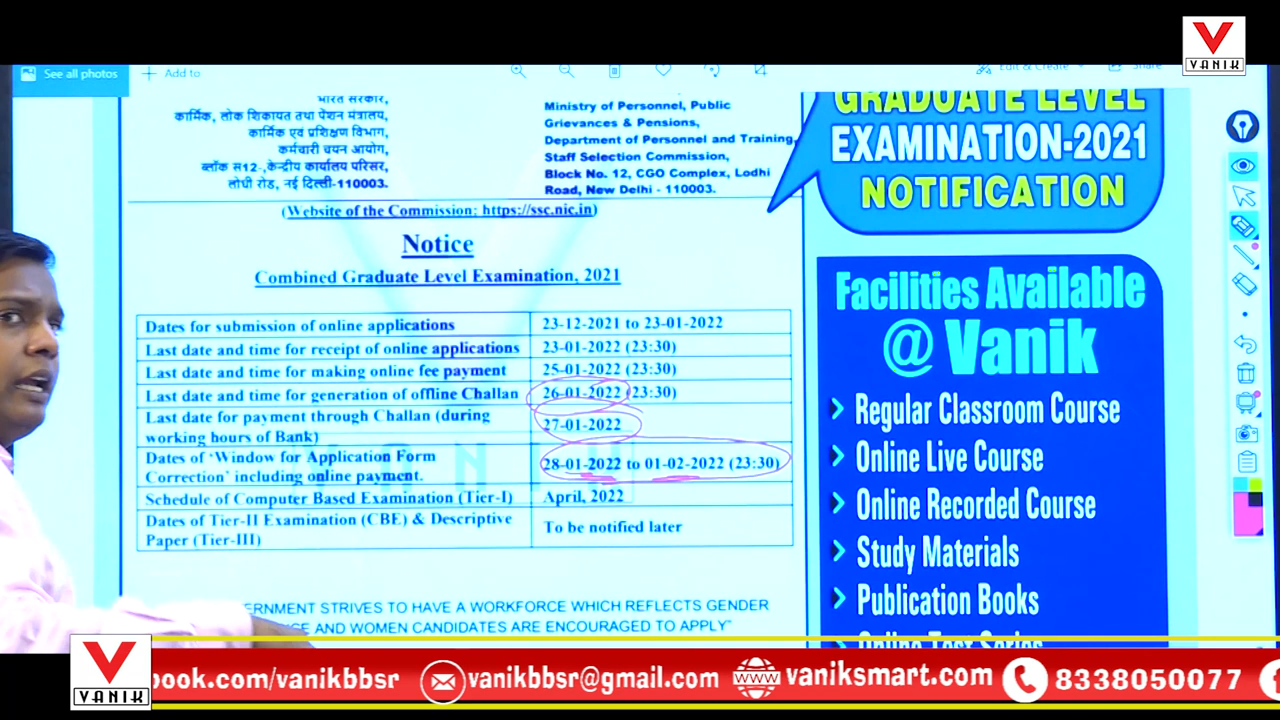 VANIK
See all photos
Add to
Edit & Create
Share
भारत सरकार,
कार्मिक, लोक शिकायत तथा पेंशन मंत्रालय,
कार्मिक एवं प्रशिक्षण विभाग,
कर्मचारी चयन आयोग,
ब्लॉक स12-,केन्द्रीय कार्यालय परिसर,
लोधी रोड, नई दिल्ली-110003.
Ministry of Personnel, Public
Grievances & Pensions,
Department of Personnel and Training,
Staff Selection Commission,
Block No. 12, CGO Complex, Lodhi
Road, New Delhi - 110003.
(Website of the Commission: https://ssc.nic.in)
Notice
Combined Graduate Level Examination, 2021
Dates for submission of online applications 23-12-2021 to 23-01-2022
Last date and time for receipt of online applications 23-01-2022 (23:30)
Last date and time for making online fee payment 25-01-2022 (23:30)
Last date and time for generation of offline Challan 26-01-2022 (23:30)
Last date for payment through Challan (during
working hours of Bank) 27-01-2022
Dates of 'Window for Application Form
Correction' including online payment. 28-01-2022 to 01-02-2022 (23:30)
Schedule of Computer Based Examination (Tier-I) April, 2022
Dates of Tier-II Examination (CBE) & Descriptive
Paper (Tier-III) To be notified later
ERNMENT STRIVES TO HAVE A WORKFORCE WHICH REFLECTS GENDER
ICE AND WOMEN CANDIDATES ARE ENCOURAGED TO APPLY"
GRADUATE LEVEL
EXAMINATION-2021
NOTIFICATION
Facilities Available
@ Vanik
Regular Classroom Course
Online Live Course
Online Recorded Course
Study Materials
Publication Books
Online Test Series
VANIK
book.com/vanikbbsr vanikbbsr@gmail.com vaniksmart.com 8338050077